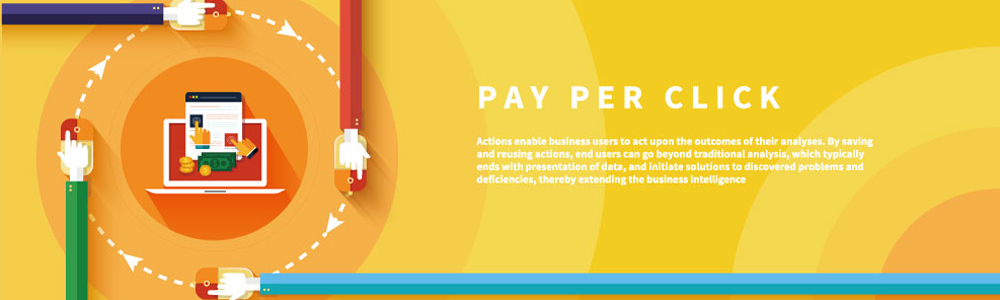 PAY PER CLICK
Actions enable business users to act upon the outcomes of their analyses. By saving
and reusing actions, end users can go beyond traditional analysis, which typically
ends with presentation of data, and initiate solutions to discovered problems and
deficiencies, thereby extending the business intelligence